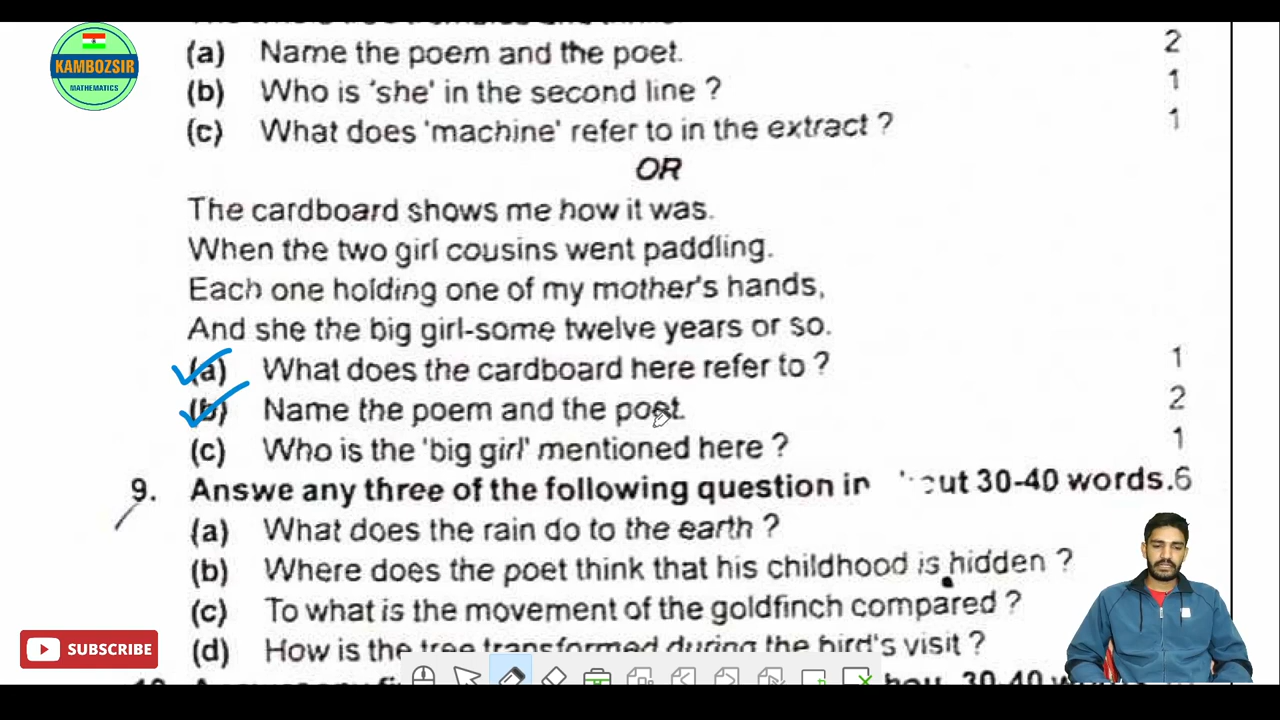 KAMBOZSIR
MATHEMATICS
(a) Name the poem and the poet. 2
(b) Who is 'she' in the second line ? 1
(c) What does 'machine' refer to in the extract ? 1
OR
The cardboard shows me how it was.
When the two girl cousins went paddling.
Each one holding one of my mother's hands,
And she the big girl-some twelve years or so.
(a) What does the cardboard here refer to ? 1
(b) Name the poem and the poet. 2
(c) Who is the 'big girl' mentioned here ? 1
9. Answe any three of the following question in 30-40 words.6
(a) What does the rain do to the earth ?
(b) Where does the poet think that his childhood is hidden ?
(c) To what is the movement of the goldfinch compared ?
(d) How is the tree transformed during the bird's visit ?
SUBSCRIBE